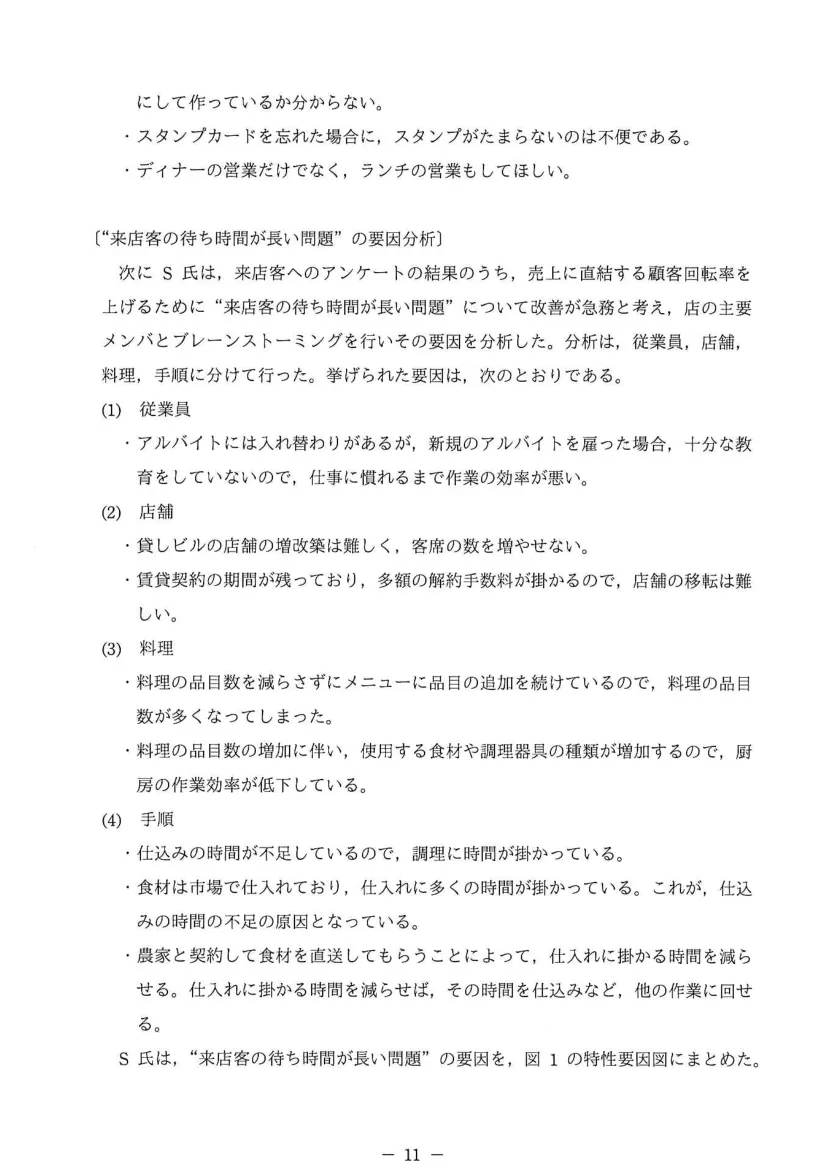 にして作っているか分からない。
・スタンプカードを忘れた場合に，スタンプがたまらないのは不便である。
・ディナーの営業だけでなく，ランチの営業もしてほしい。
〔“来店客の待ち時間が長い問題”の要因分析〕
次に S 氏は，来店客へのアンケートの結果のうち，売上に直結する顧客回転率を
上げるために“来店客の待ち時間が長い問題”について改善が急務と考え，店の主要
メンバとブレーンストーミングを行いその要因を分析した。分析は，従業員，店舗，
料理，手順に分けて行った。挙げられた要因は，次のとおりである。
(1) 従業員
・アルバイトには入れ替わりがあるが，新規のアルバイトを雇った場合，十分な教
育をしていないので，仕事に慣れるまで作業の効率が悪い。
(2) 店舗
・貸しビルの店舗の増改築は難しく，客席の数を増やせない。
・賃貸契約の期間が残っており，多額の解約手数料が掛かるので，店舗の移転は難
しい。
(3) 料理
・料理の品目数を減らさずにメニューに品目の追加を続けているので，料理の品目
数が多くなってしまった。
・料理の品目数の増加に伴い，使用する食材や調理器具の種類が増加するので，厨
房の作業効率が低下している。
(4) 手順
・仕込みの時間が不足しているので，調理に時間が掛かっている。
・食材は市場で仕入れており，仕入れに多くの時間が掛かっている。これが，仕込
みの時間の不足の原因となっている。
・農家と契約して食材を直送してもらうことによって，仕入れに掛かる時間を減ら
せる。仕入れに掛かる時間を減らせば，その時間を仕込みなど，他の作業に回せ
る。
S 氏は，“来店客の待ち時間が長い問題”の要因を，図 1 の特性要因図にまとめた。
－ 11 －